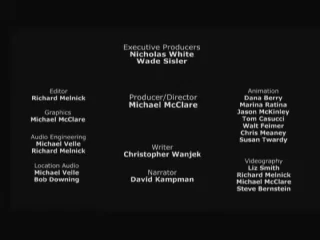 Executive Producers
Nicholas White
Wade Sisler
Editor
Richard Melnick
Graphics
Michael McClare
Audio Engineering
Michael Velle
Richard Melnick
Location Audio
Michael Velle
Bob Downing
Producer/Director
Michael McClare
Writer
Christopher Wanjek
Narrator
David Kampman
Animation
Dana Berry
Marina Ratina
Jason McKinley
Tom Casucci
Walt Feimer
Chris Meaney
Susan Twardy
Videography
Liz Smith
Richard Melnick
Michael McClare
Steve Bernstein